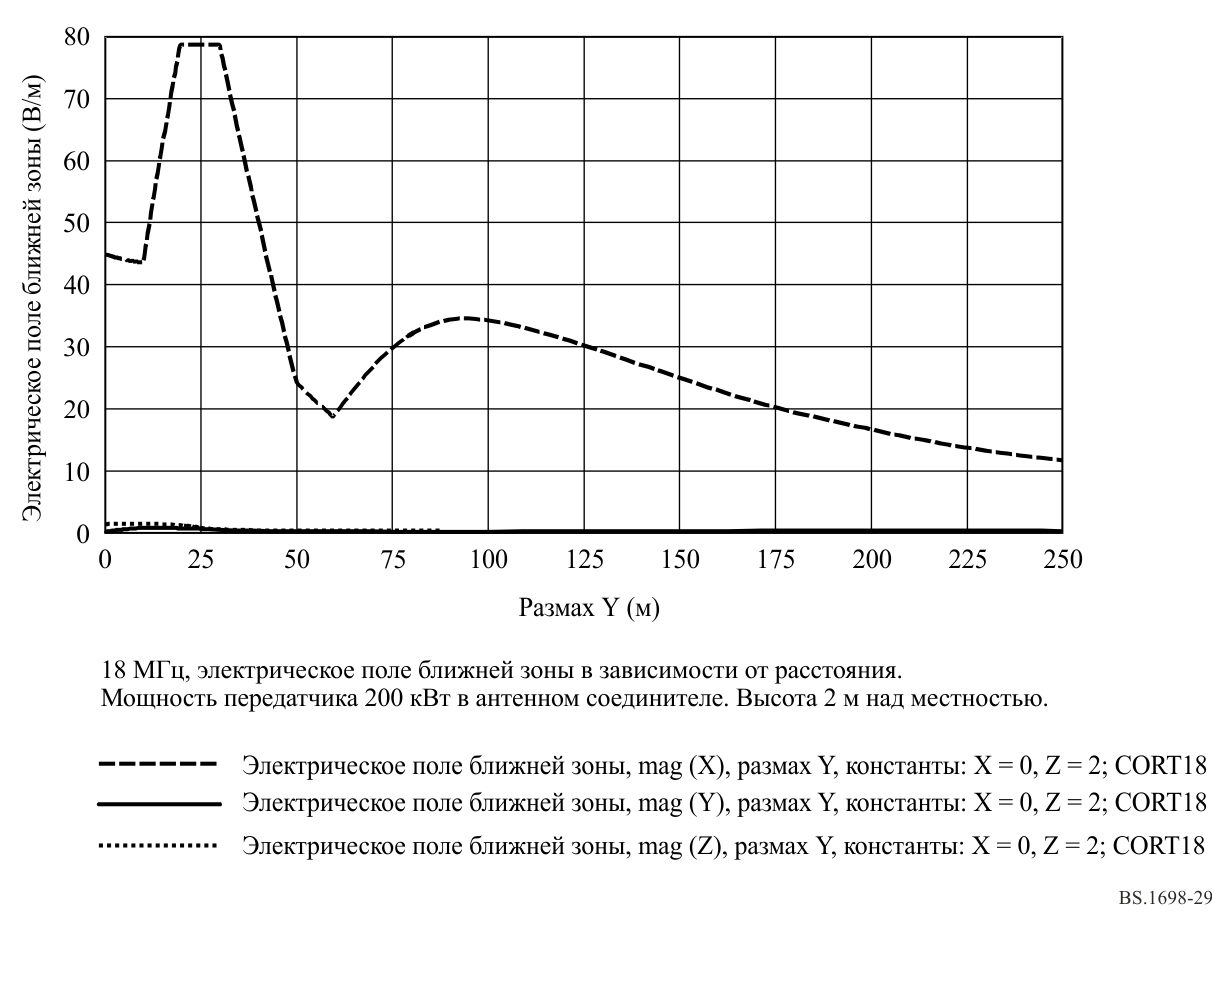 Электрическое поле ближней зоны (В/м)
80
70
60
50
40
30
20
10
0
0 25 50 75 100 125 150 175 200 225 250
Размах Y (м)
18 МГц, электрическое поле ближней зоны в зависимости от расстояния.
Мощность передатчика 200 кВт в антенном соединителе. Высота 2 м над местностью.
Электрическое поле ближней зоны, mag (X), размах Y, константы: X = 0, Z = 2; CORT18
Электрическое поле ближней зоны, mag (Y), размах Y, константы: X = 0, Z = 2; CORT18
Электрическое поле ближней зоны, mag (Z), размах Y, константы: X = 0, Z = 2; CORT18
BS.1698-29